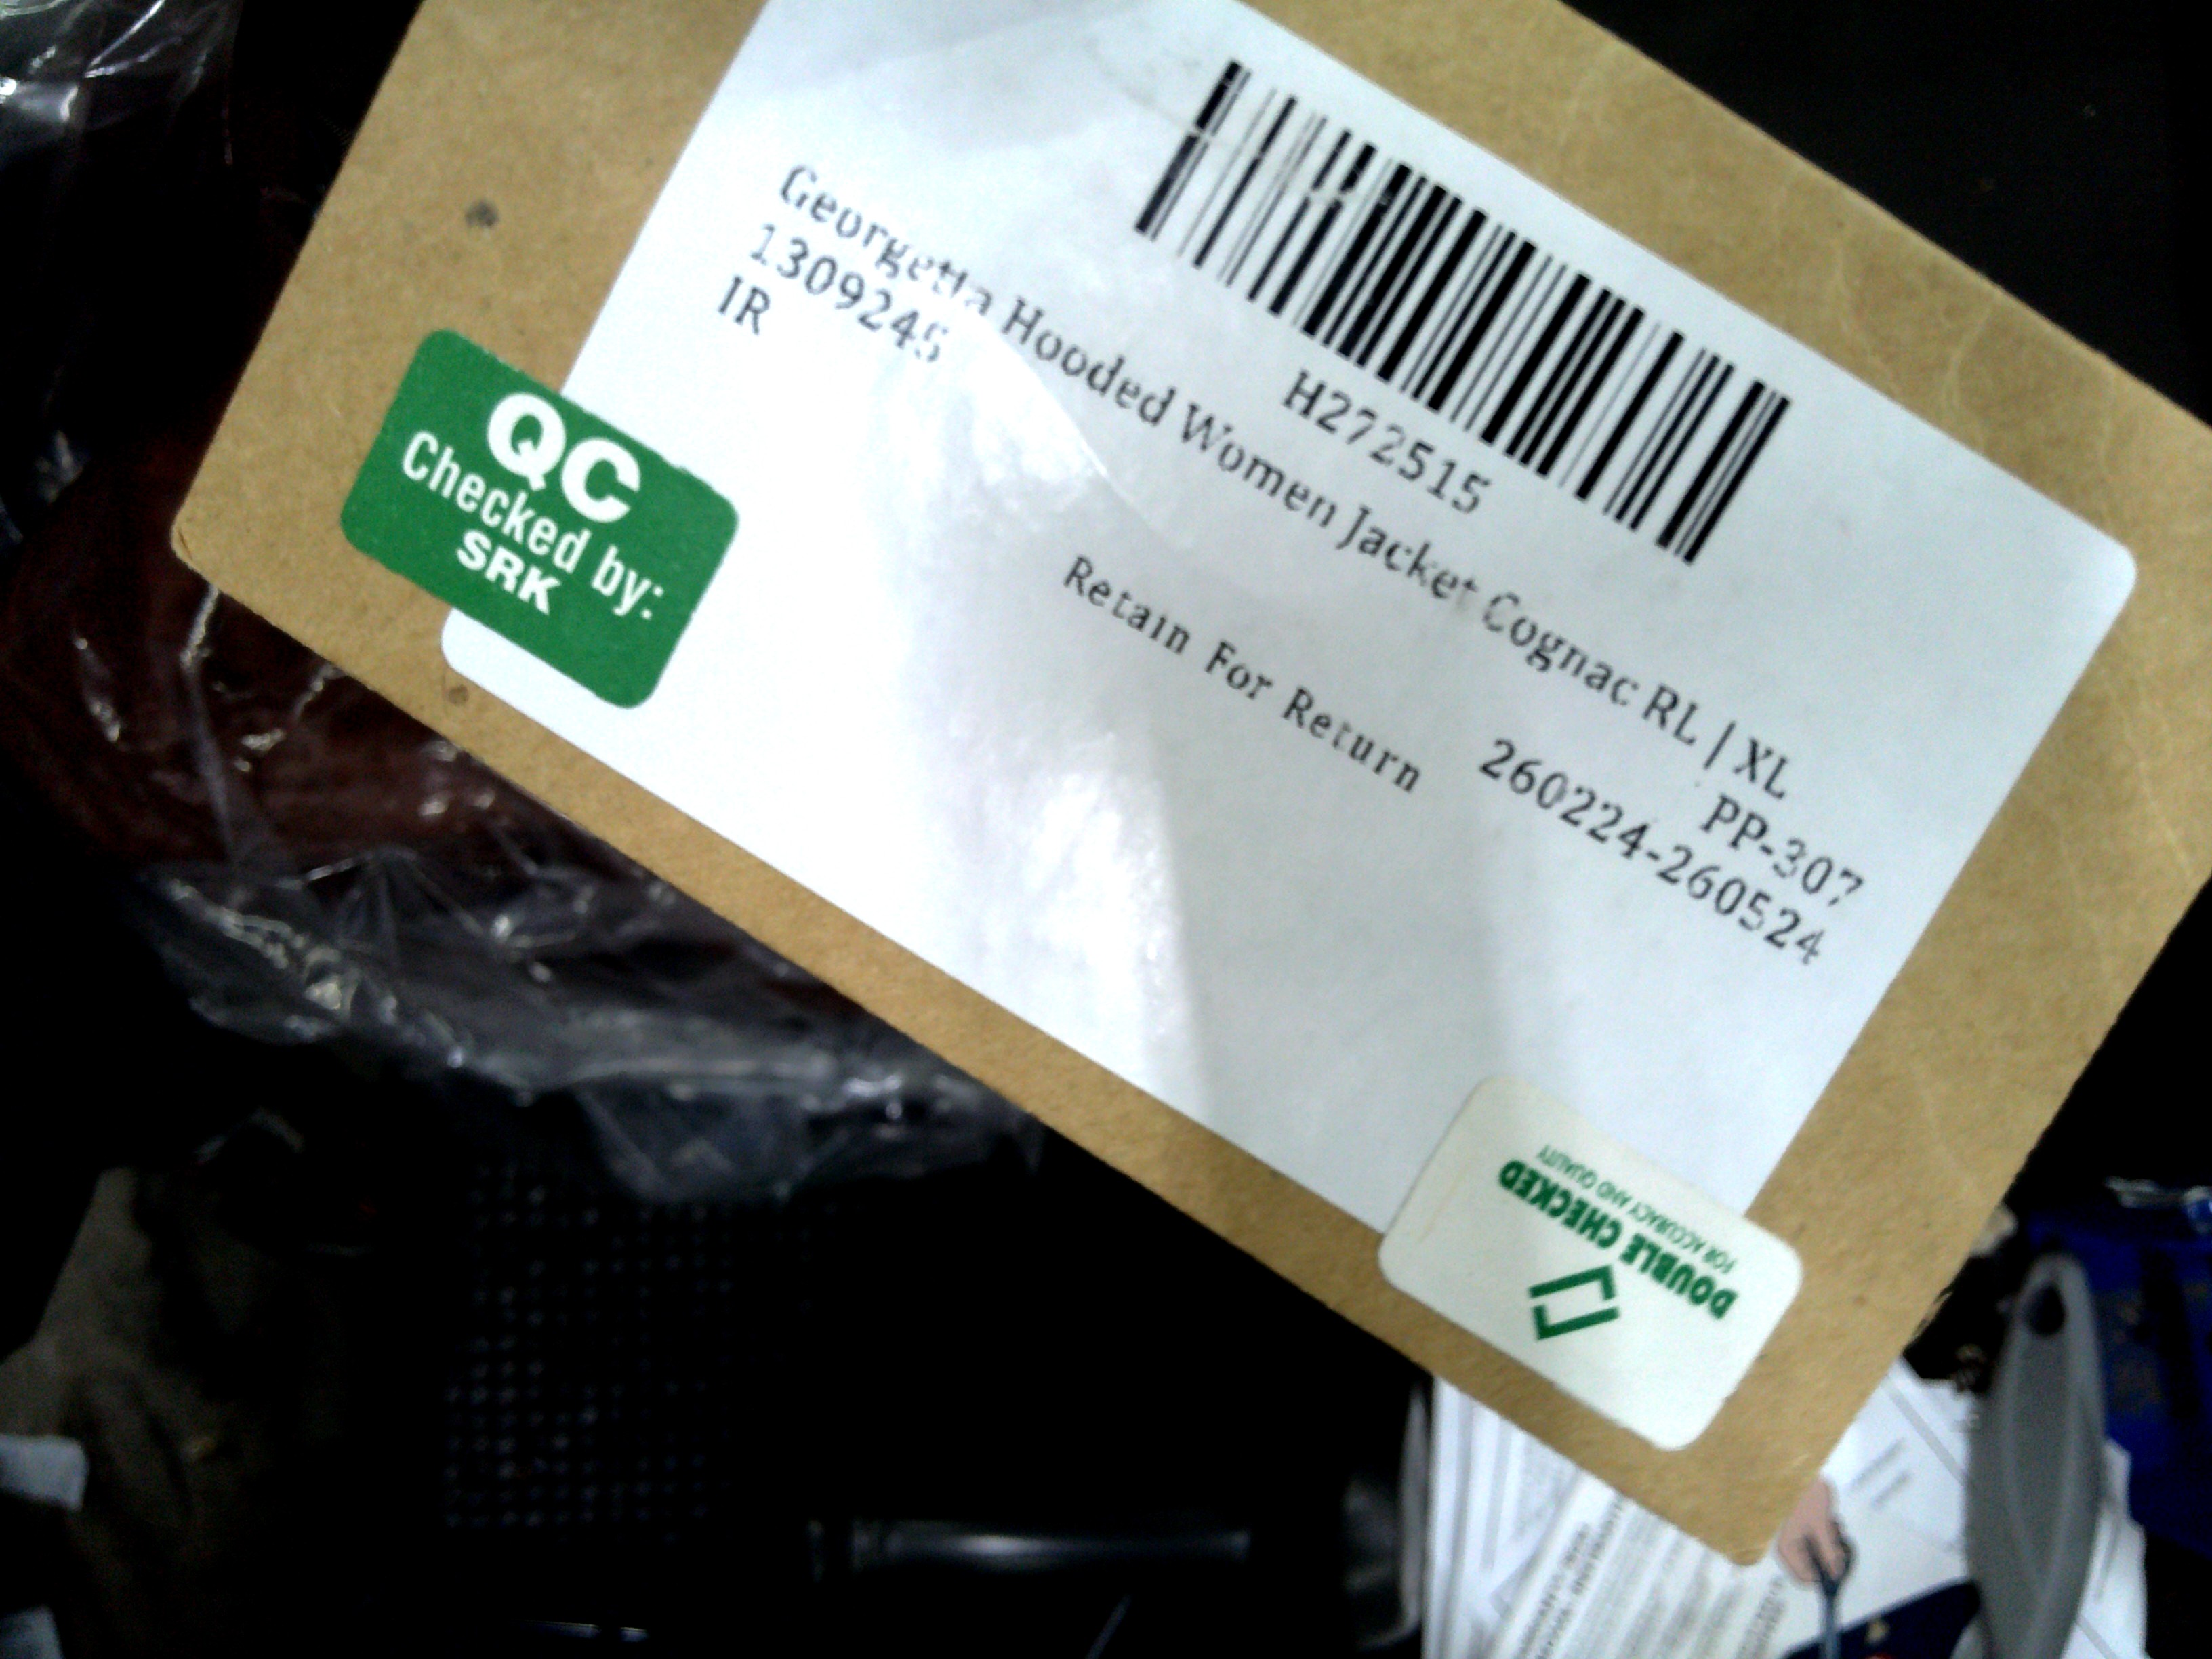 H272515
Georgetta Hooded Women Jacket Cognac RL | XL
1309245
PP-307
IR
260224-260524
Retain For Return
QC
Checked by:
SRK
DOUBLE CHECKED
FOR ACCURACY AND QUALITY